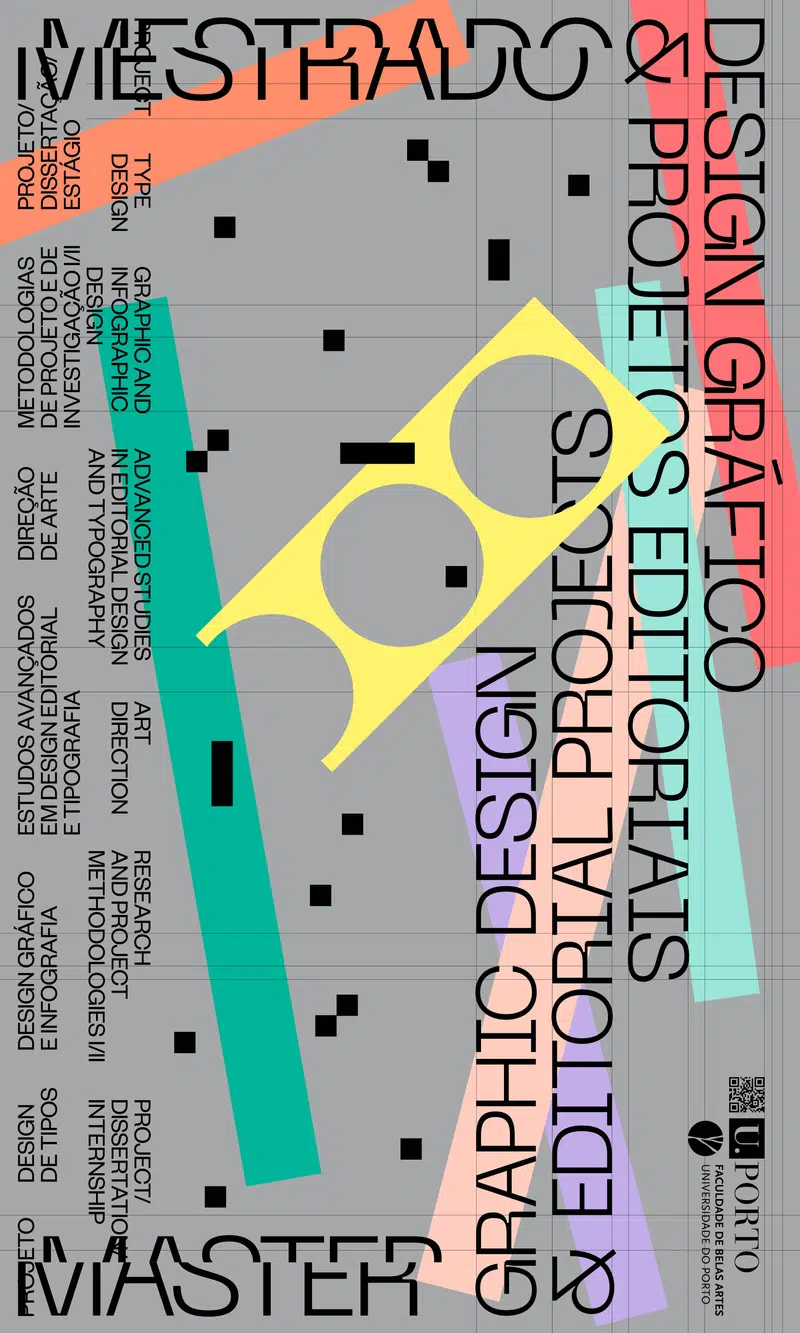 MESTRADO
DESIGN GRÁFICO
& PROJETOS EDITORIAIS
MASTER
GRAPHIC DESIGN
& EDITORIAL PROJECTS
PROJECT
TYPE
DESIGN
GRAPHIC AND
INFOGRAPHIC
DESIGN
ADVANCED STUDIES
IN EDITORIAL DESIGN
AND TYPOGRAPHY
ART
DIRECTION
RESEARCH
AND PROJECT
METHODOLOGIES I/II
PROJECT/
DISSERTATION/
INTERNSHIP
PROJETO
DESIGN
DE TIPOS
DESIGN GRÁFICO
E INFOGRAFIA
ESTUDOS AVANÇADOS
EM DESIGN EDITORIAL
E TIPOGRAFIA
DIREÇÃO
DE ARTE
METODOLOGIAS
DE PROJETO E DE
INVESTIGAÇÃO I/II
PROJETO/
DISSERTAÇÃO/
ESTÁGIO
U.PORTO
FACULDADE DE BELAS ARTES
UNIVERSIDADE DO PORTO